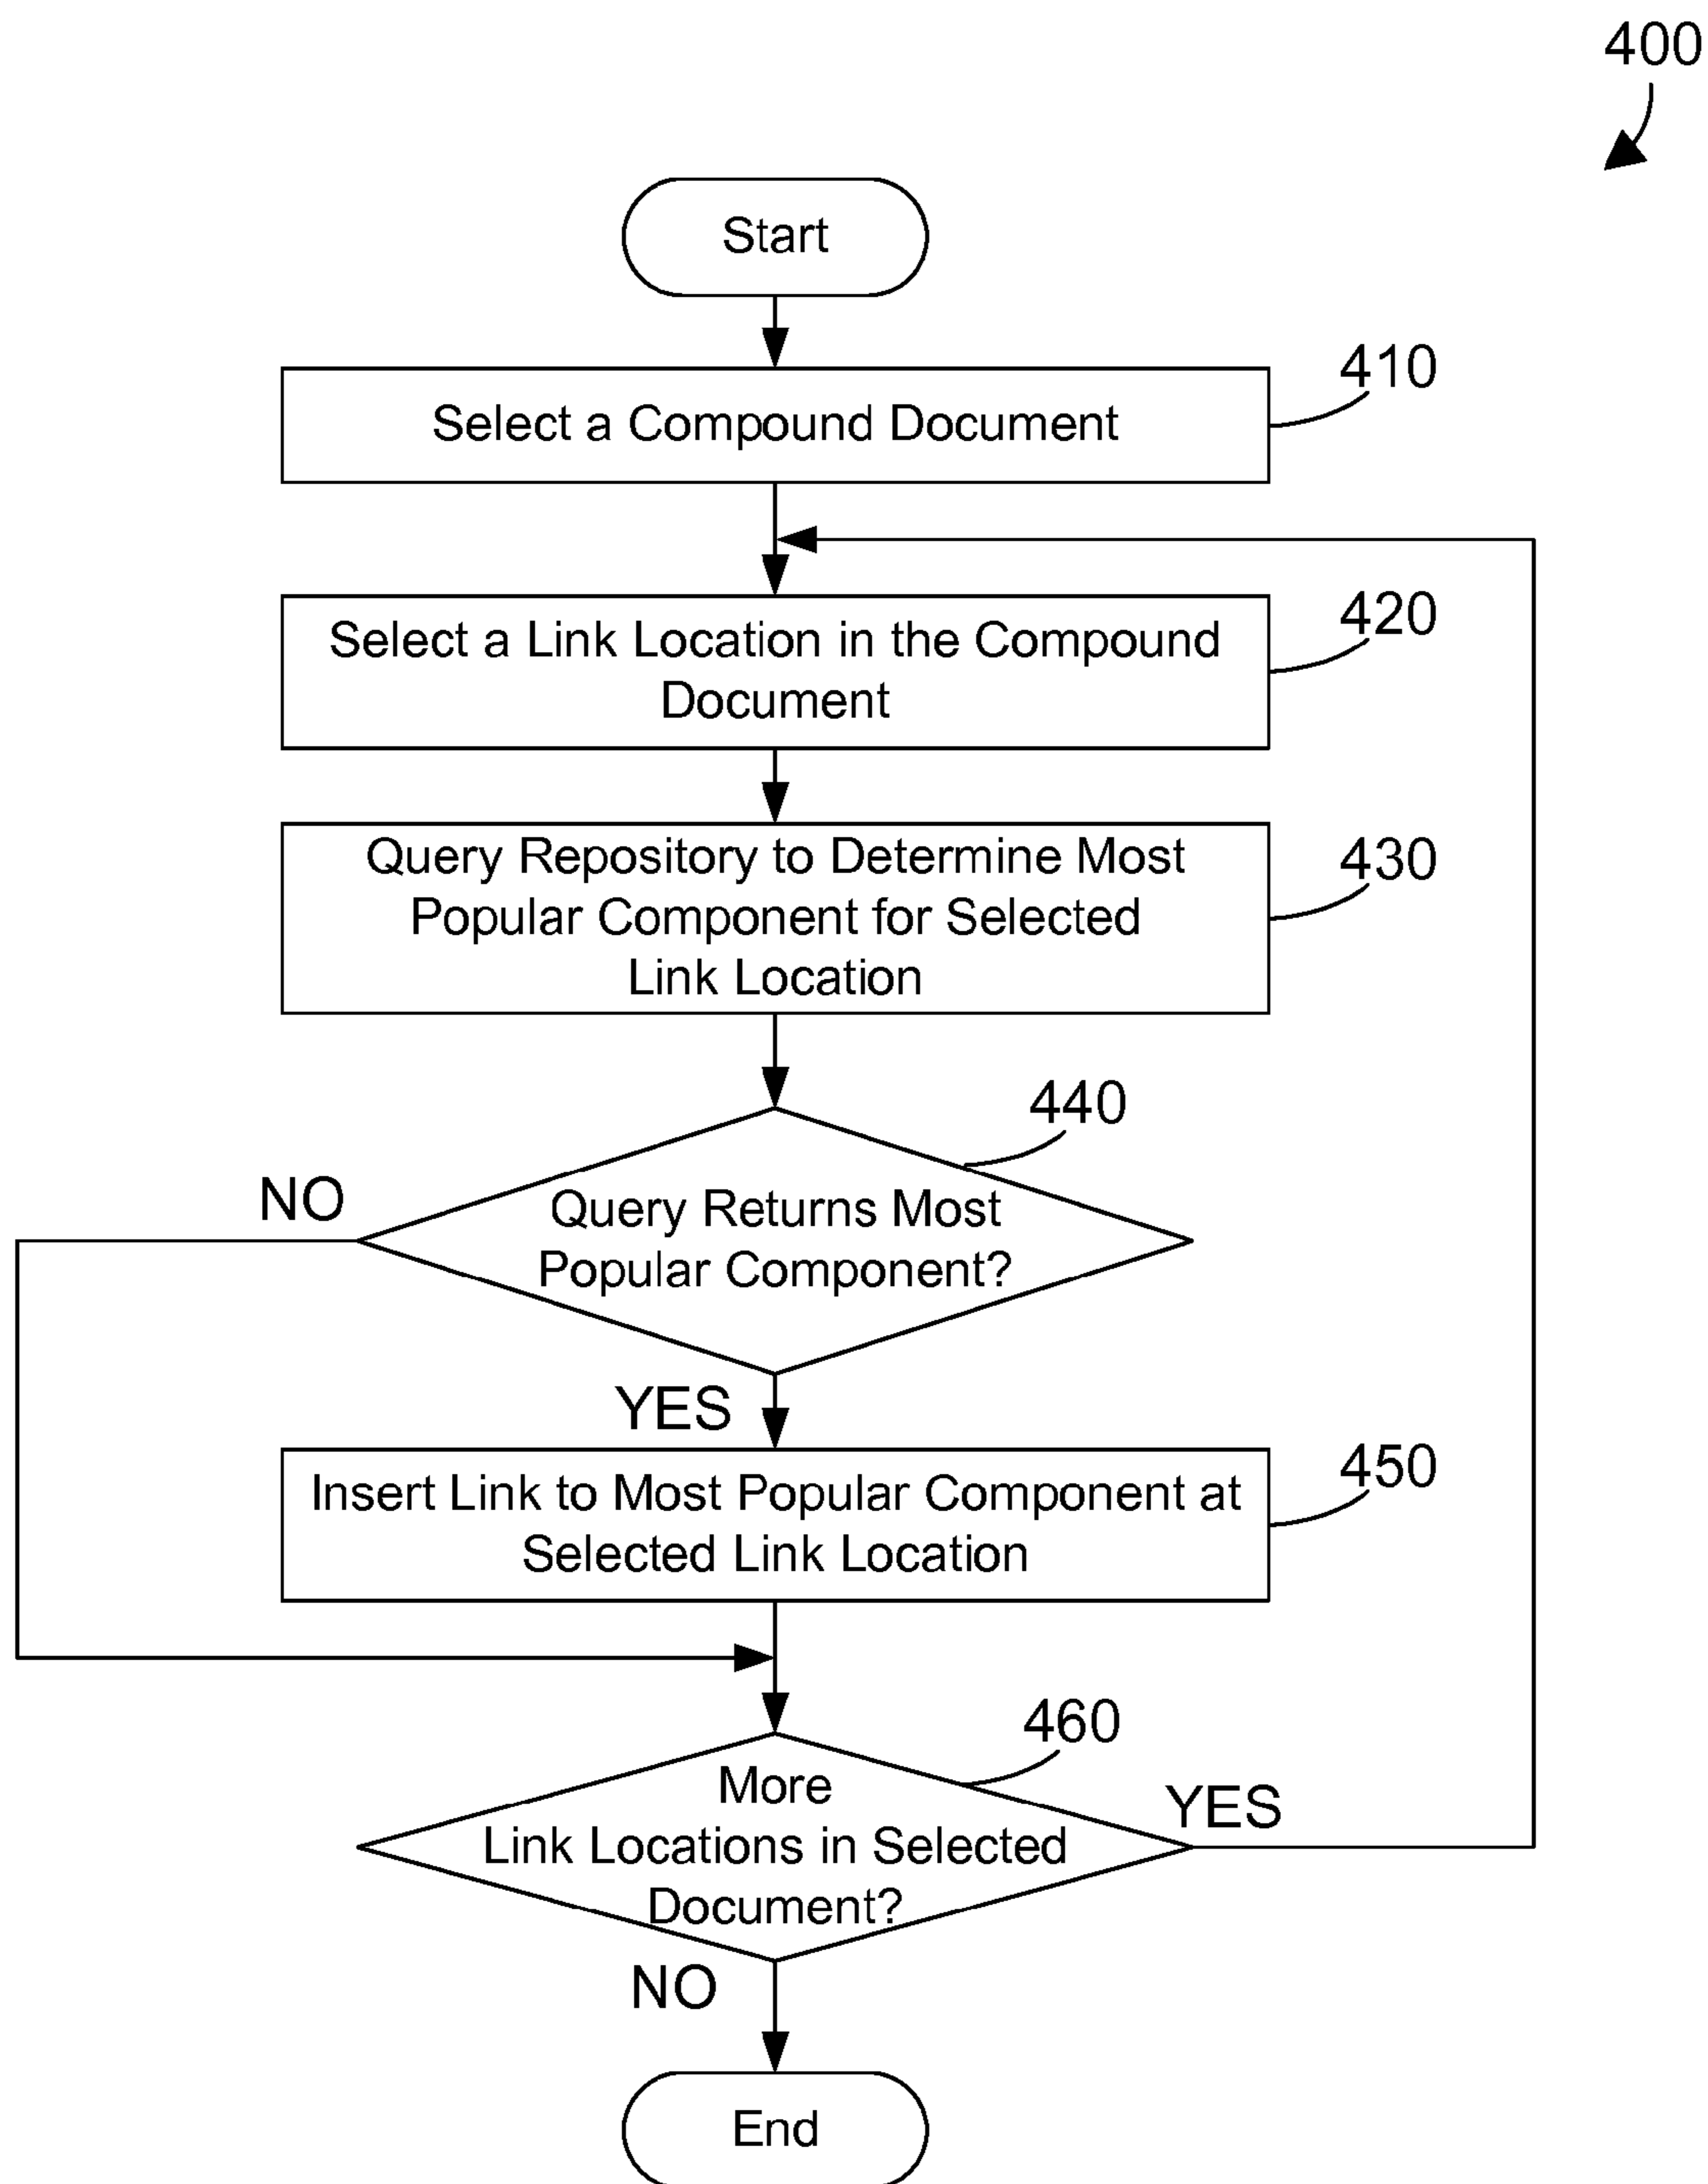 400
Start
410
Select a Compound Document
420
Select a Link Location in the Compound
Document
430
Query Repository to Determine Most
Popular Component for Selected
Link Location
440
NO
Query Returns Most
Popular Component?
YES
450
Insert Link to Most Popular Component at
Selected Link Location
460
More
Link Locations in Selected
Document?
YES
NO
End